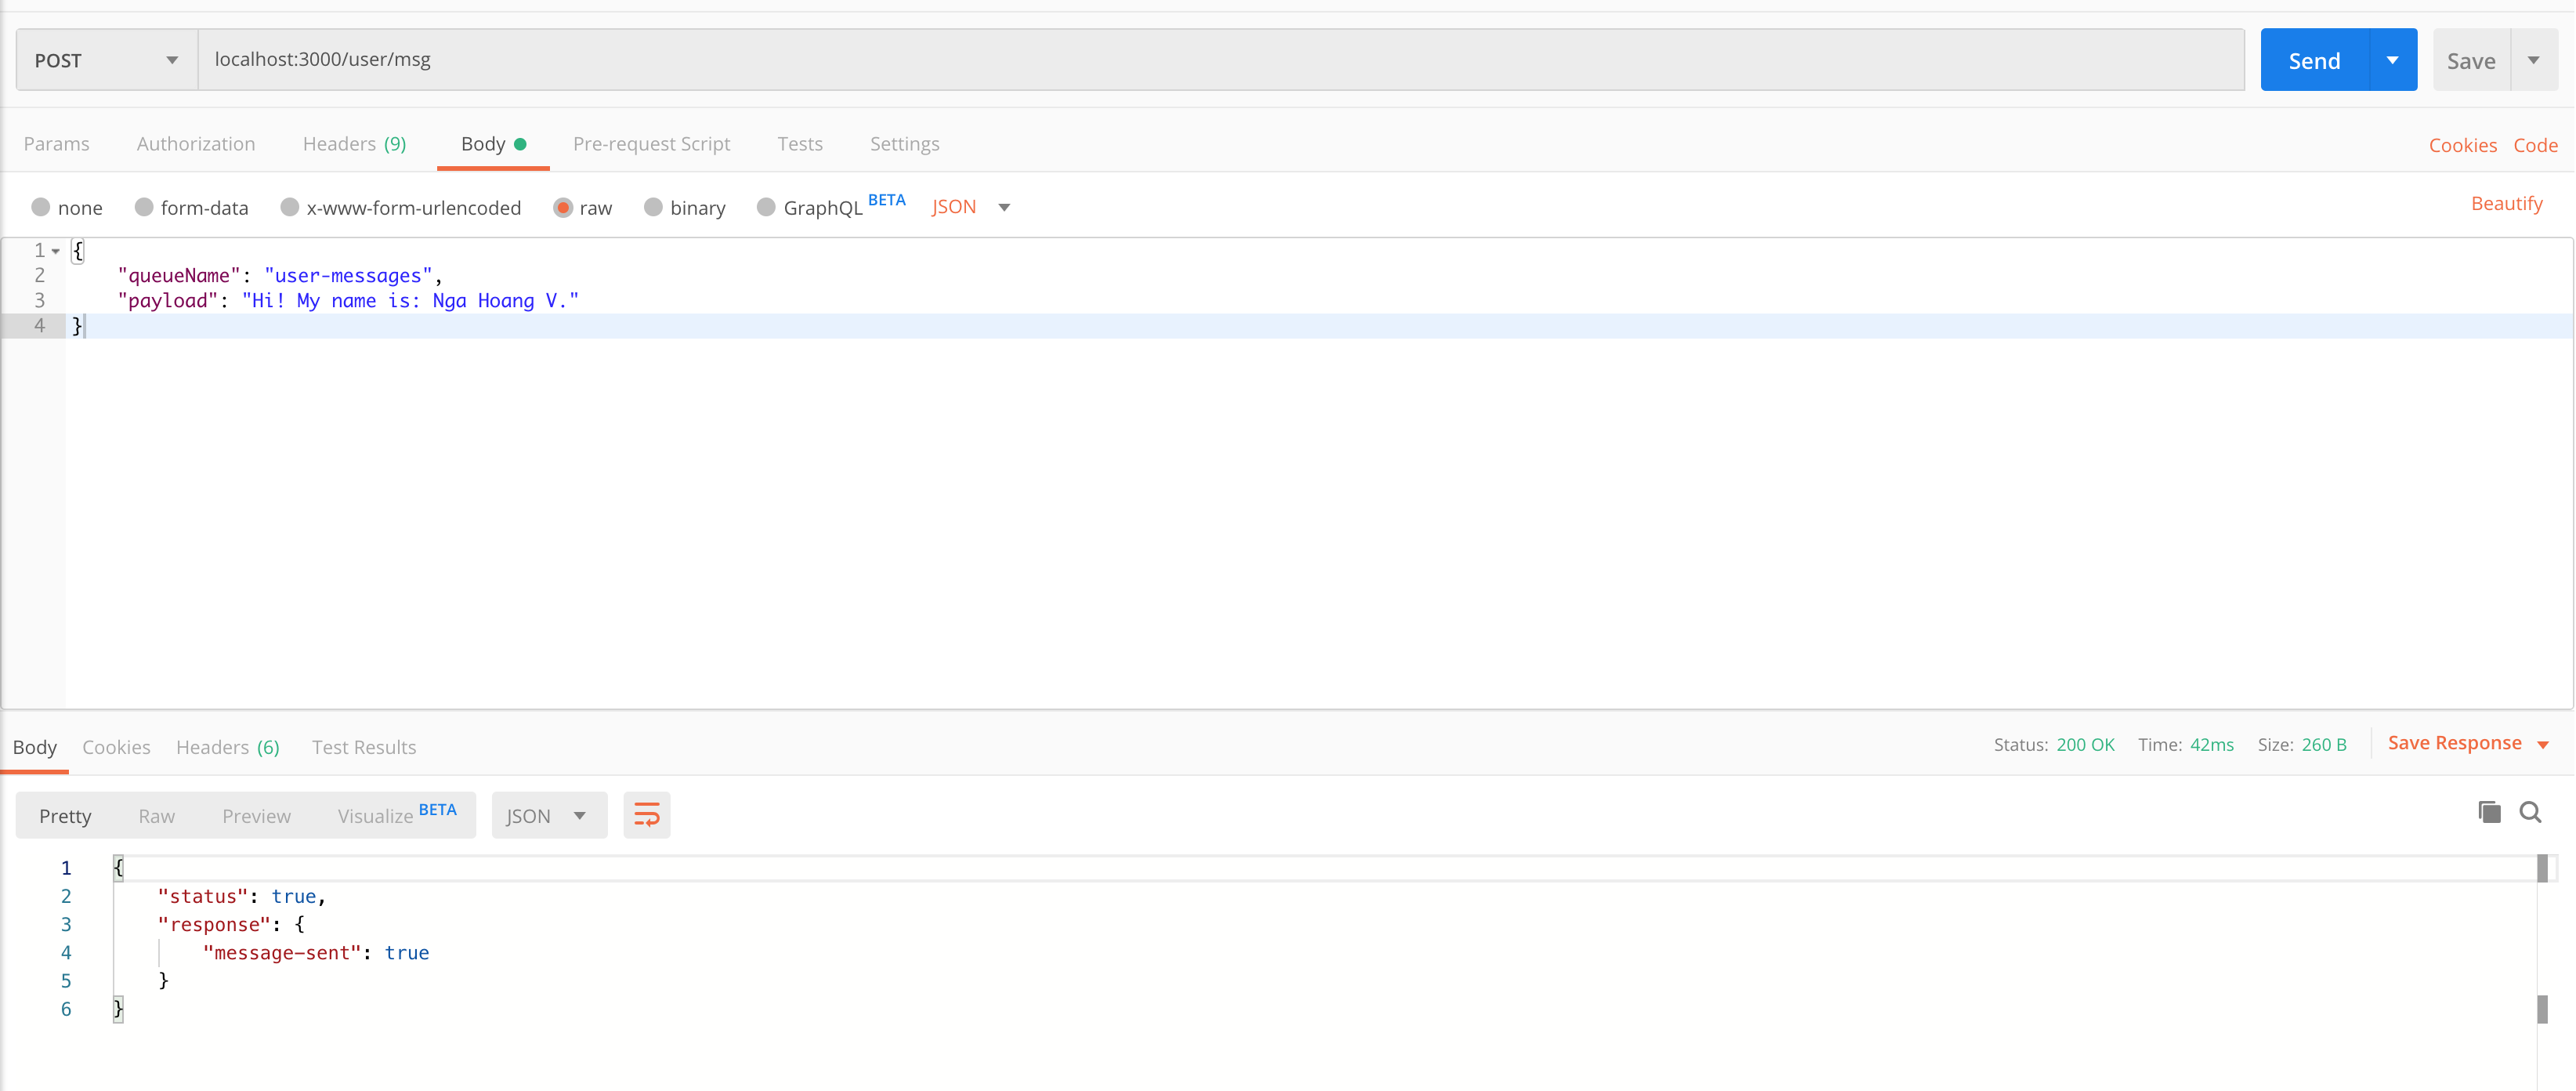 POST localhost:3000/user/msg Send Save
Params Authorization Headers (9) Body Pre-request Script Tests Settings Cookies Code
none form-data x-www-form-urlencoded raw binary GraphQL BETA JSON Beautify
1 {
2 "queueName": "user-messages",
3 "payload": "Hi! My name is: Nga Hoang V."
4 }
Body Cookies Headers (6) Test Results Status: 200 OK Time: 42ms Size: 260 B Save Response
Pretty Raw Preview Visualize BETA JSON
1 {
2 "status": true,
3 "response": {
4 "message-sent": true
5 }
6 }